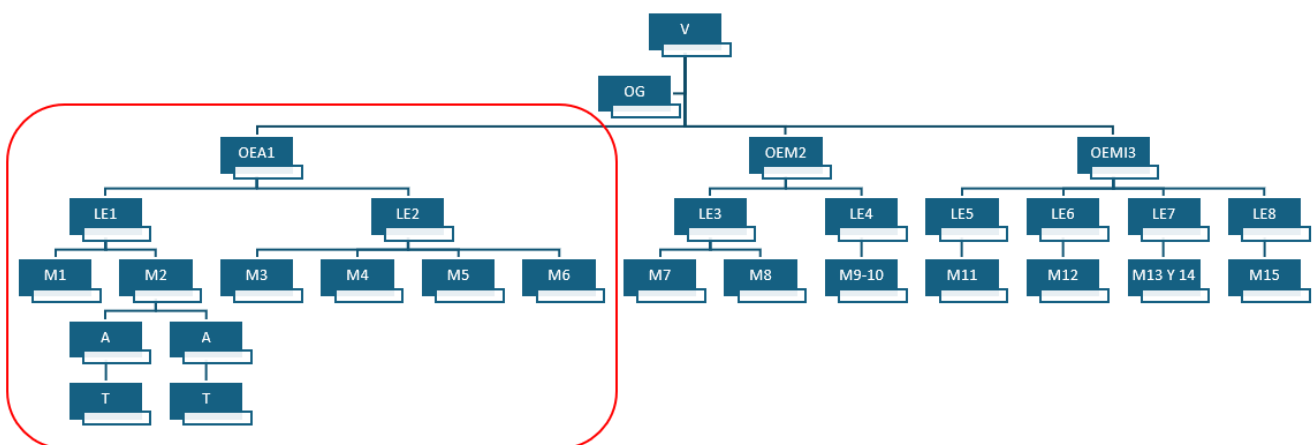 V
OG
OEA1
OEM2
OEMI3
LE1
LE2
LE3
LE4
LE5
LE6
LE7
LE8
M1
M2
M3
M4
M5
M6
M7
M8
M9-10
M11
M12
M13 Y 14
M15
A
A
T
T